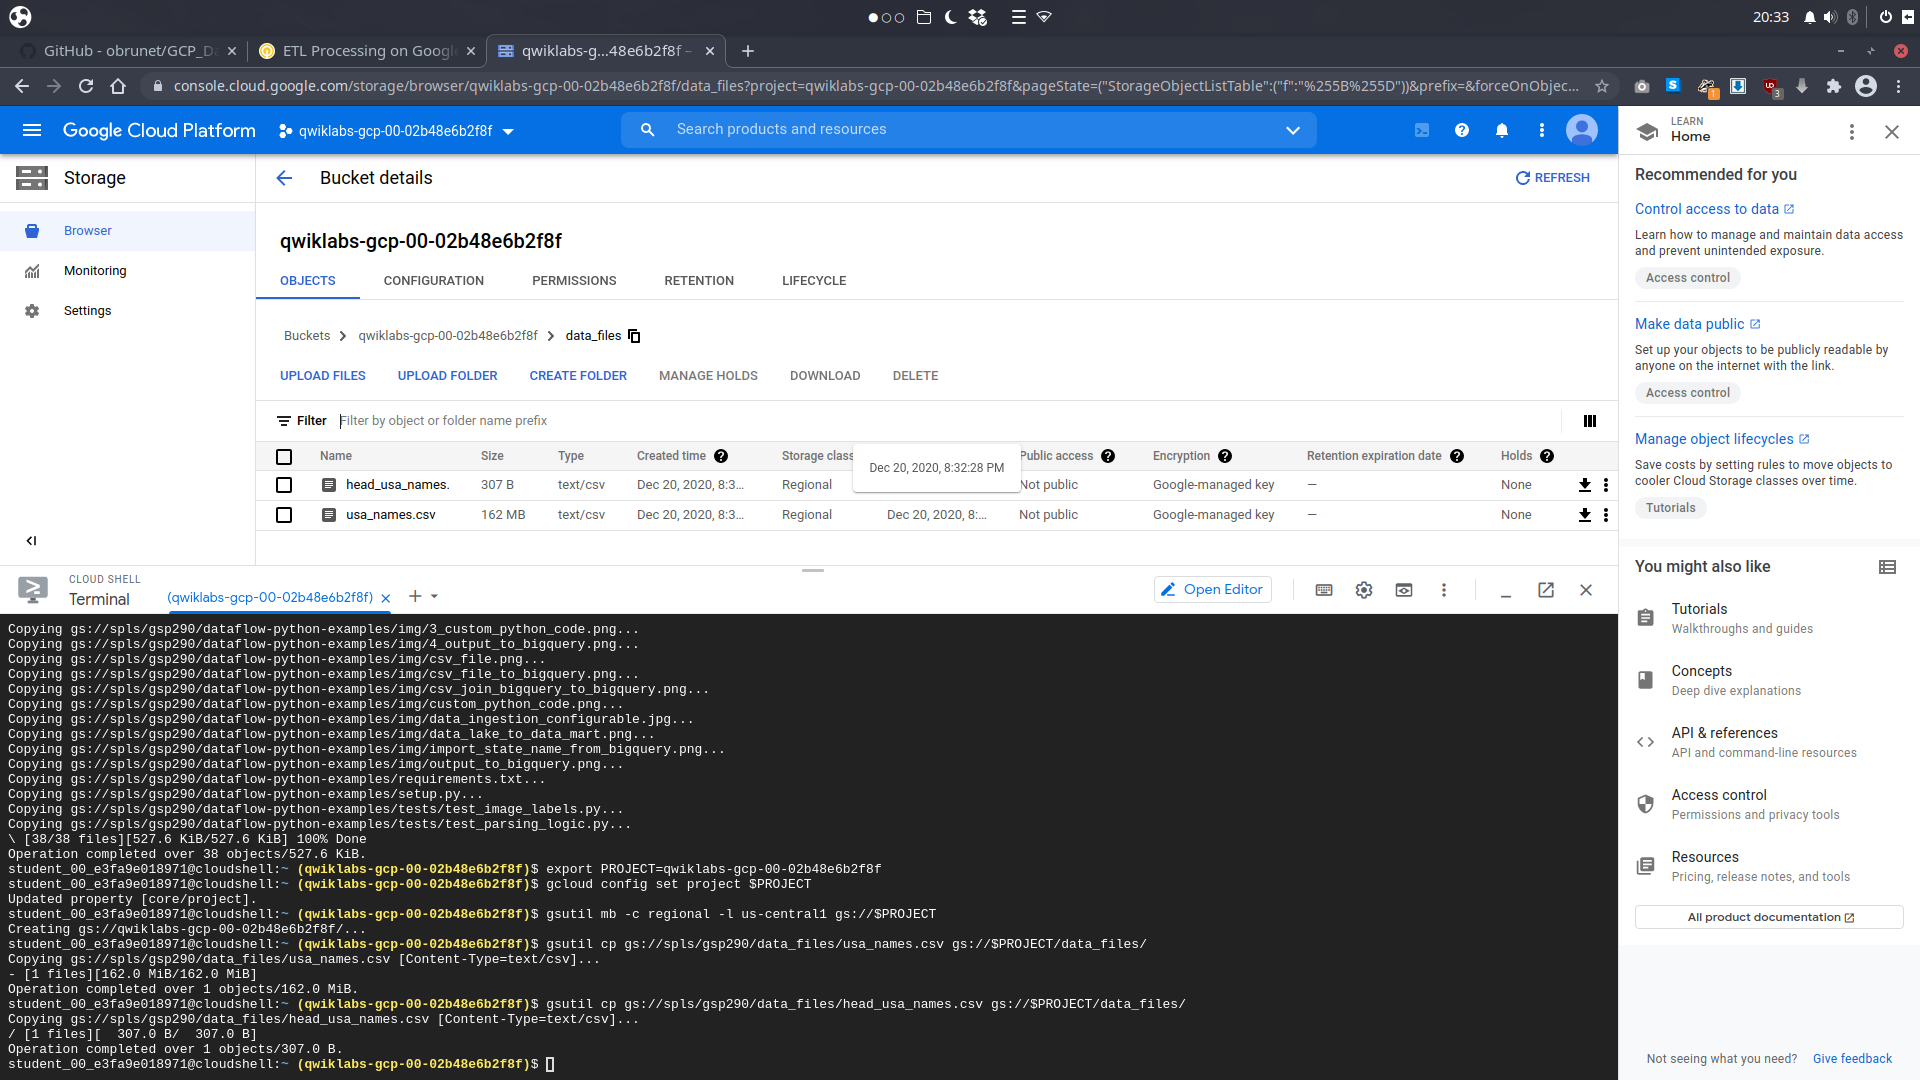 20:33
GitHub - obrunet/GCP_Da
ETL Processing on Google
qwiklabs-g...48e6b2f8f –
console.cloud.google.com/storage/browser/qwiklabs-gcp-00-02b48e6b2f8f/data_files?project=qwiklabs-gcp-00-02b48e6b2f8f&pageState=("StorageObjectListTable":("f":"%255B%255D"))&prefix=&forceOnObjec...
1
3
Google Cloud Platform
qwiklabs-gcp-00-02b48e6b2f8f
Search products and resources
LEARN
Home
Storage
Bucket details
REFRESH
Browser
Monitoring
Settings
qwiklabs-gcp-00-02b48e6b2f8f
OBJECTS CONFIGURATION PERMISSIONS RETENTION LIFECYCLE
Buckets qwiklabs-gcp-00-02b48e6b2f8f data_files
UPLOAD FILES UPLOAD FOLDER CREATE FOLDER MANAGE HOLDS DOWNLOAD DELETE
Filter Filter by object or folder name prefix
Name Size Type Created time Storage class Public access Encryption Retention expiration date Holds
Dec 20, 2020, 8:32:28 PM
head_usa_names. 307 B text/csv Dec 20, 2020, 8:3... Regional Not public Google-managed key — None
usa_names.csv 162 MB text/csv Dec 20, 2020, 8:3... Regional Dec 20, 2020, 8:... Not public Google-managed key — None
Recommended for you
Control access to data
Learn how to manage and maintain data access
and prevent unintended exposure.
Access control
Make data public
Set up your objects to be publicly readable by
anyone on the internet with the link.
Access control
Manage object lifecycles
Save costs by setting rules to move objects to
cooler Cloud Storage classes over time.
Tutorials
You might also like
Tutorials
Walkthroughs and guides
Concepts
Deep dive explanations
API & references
API and command-line resources
Access control
Permissions and privacy tools
Resources
Pricing, release notes, and tools
All product documentation
Not seeing what you need? Give feedback
CLOUD SHELL
Terminal
(qwiklabs-gcp-00-02b48e6b2f8f)
Open Editor
Copying gs://spls/gsp290/dataflow-python-examples/img/3_custom_python_code.png...
Copying gs://spls/gsp290/dataflow-python-examples/img/4_output_to_bigquery.png...
Copying gs://spls/gsp290/dataflow-python-examples/img/csv_file.png...
Copying gs://spls/gsp290/dataflow-python-examples/img/csv_file_to_bigquery.png...
Copying gs://spls/gsp290/dataflow-python-examples/img/csv_join_bigquery_to_bigquery.png...
Copying gs://spls/gsp290/dataflow-python-examples/img/custom_python_code.png...
Copying gs://spls/gsp290/dataflow-python-examples/img/data_ingestion_configurable.jpg...
Copying gs://spls/gsp290/dataflow-python-examples/img/data_lake_to_data_mart.png...
Copying gs://spls/gsp290/dataflow-python-examples/img/import_state_name_from_bigquery.png...
Copying gs://spls/gsp290/dataflow-python-examples/img/output_to_bigquery.png...
Copying gs://spls/gsp290/dataflow-python-examples/requirements.txt...
Copying gs://spls/gsp290/dataflow-python-examples/setup.py...
Copying gs://spls/gsp290/dataflow-python-examples/tests/test_image_labels.py...
Copying gs://spls/gsp290/dataflow-python-examples/tests/test_parsing_logic.py...
\ [38/38 files][527.6 KiB/527.6 KiB] 100% Done
Operation completed over 38 objects/527.6 KiB.
student_00_e3fa9e018971@cloudshell:~ (qwiklabs-gcp-00-02b48e6b2f8f)$ export PROJECT=qwiklabs-gcp-00-02b48e6b2f8f
student_00_e3fa9e018971@cloudshell:~ (qwiklabs-gcp-00-02b48e6b2f8f)$ gcloud config set project $PROJECT
Updated property [core/project].
student_00_e3fa9e018971@cloudshell:~ (qwiklabs-gcp-00-02b48e6b2f8f)$ gsutil mb -c regional -l us-central1 gs://$PROJECT
Creating gs://qwiklabs-gcp-00-02b48e6b2f8f/...
student_00_e3fa9e018971@cloudshell:~ (qwiklabs-gcp-00-02b48e6b2f8f)$ gsutil cp gs://spls/gsp290/data_files/usa_names.csv gs://$PROJECT/data_files/
Copying gs://spls/gsp290/data_files/usa_names.csv [Content-Type=text/csv]...
- [1 files][162.0 MiB/162.0 MiB]
Operation completed over 1 objects/162.0 MiB.
student_00_e3fa9e018971@cloudshell:~ (qwiklabs-gcp-00-02b48e6b2f8f)$ gsutil cp gs://spls/gsp290/data_files/head_usa_names.csv gs://$PROJECT/data_files/
Copying gs://spls/gsp290/data_files/head_usa_names.csv [Content-Type=text/csv]...
/ [1 files][  307.0 B/  307.0 B]
Operation completed over 1 objects/307.0 B.
student_00_e3fa9e018971@cloudshell:~ (qwiklabs-gcp-00-02b48e6b2f8f)$